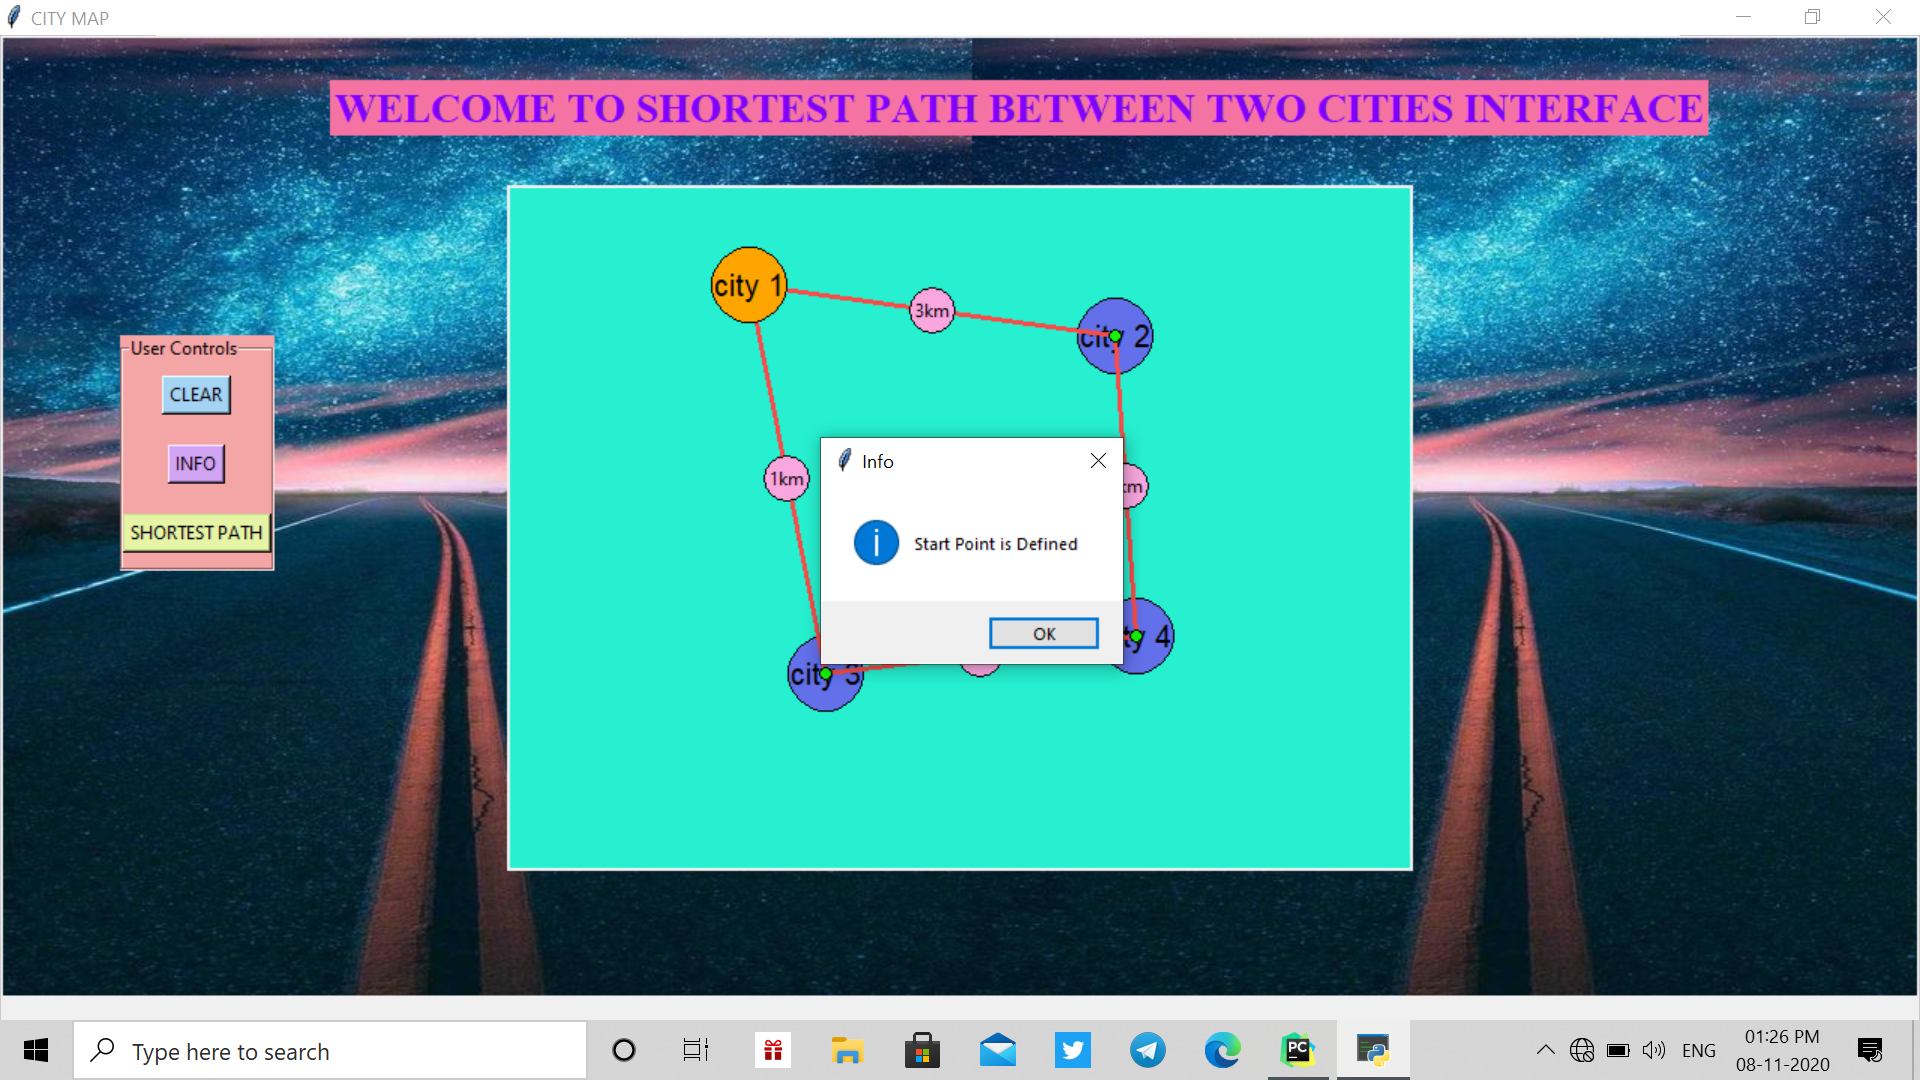 CITY MAP
WELCOME TO SHORTEST PATH BETWEEN TWO CITIES INTERFACE
city 1
3km
city 2
User Controls
CLEAR
INFO
SHORTEST PATH
1km
Info
km
Start Point is Defined
OK
city 3
4
Type here to search
PC
ENG
01:26 PM
08-11-2020